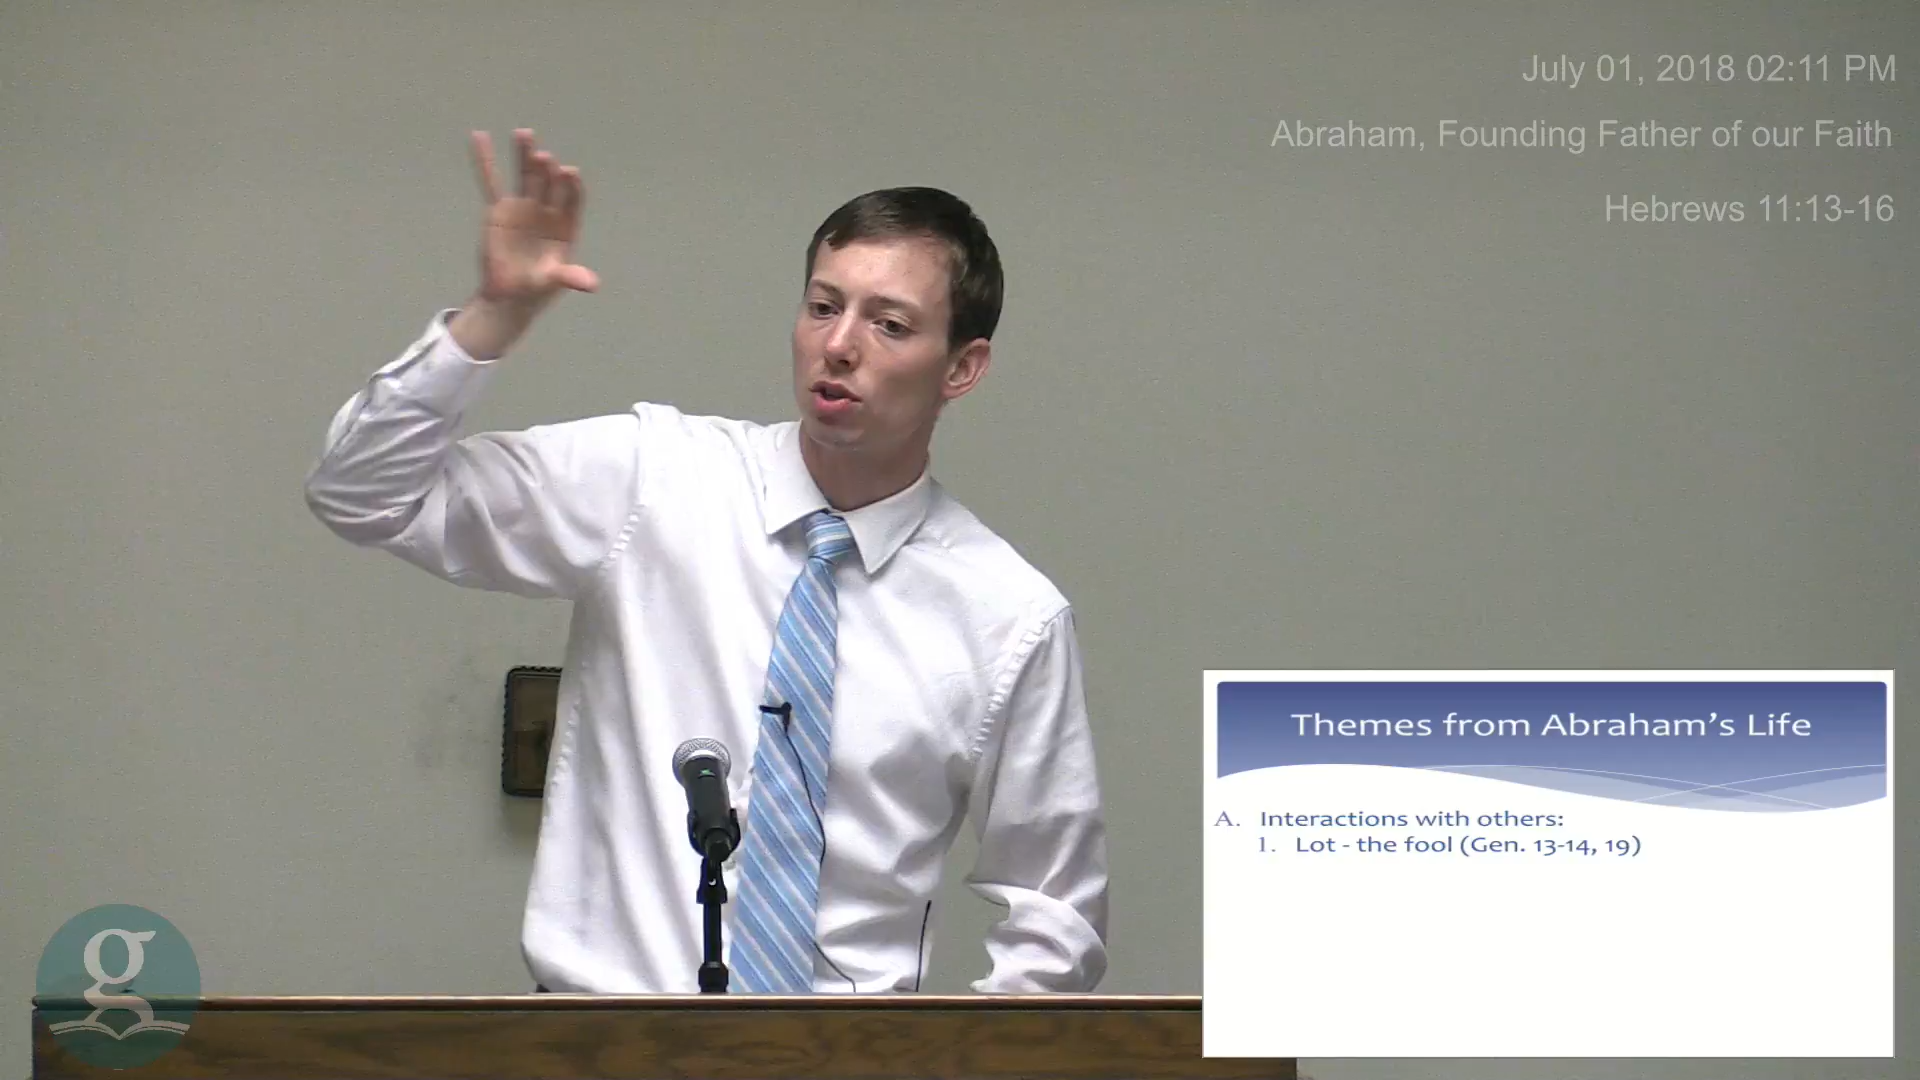 July 01, 2018 02:11 PM
Abraham, Founding Father of our Faith
Hebrews 11:13-16
Themes from Abraham's Life
A. Interactions with others:
1. Lot - the fool (Gen. 13-14, 19)
g